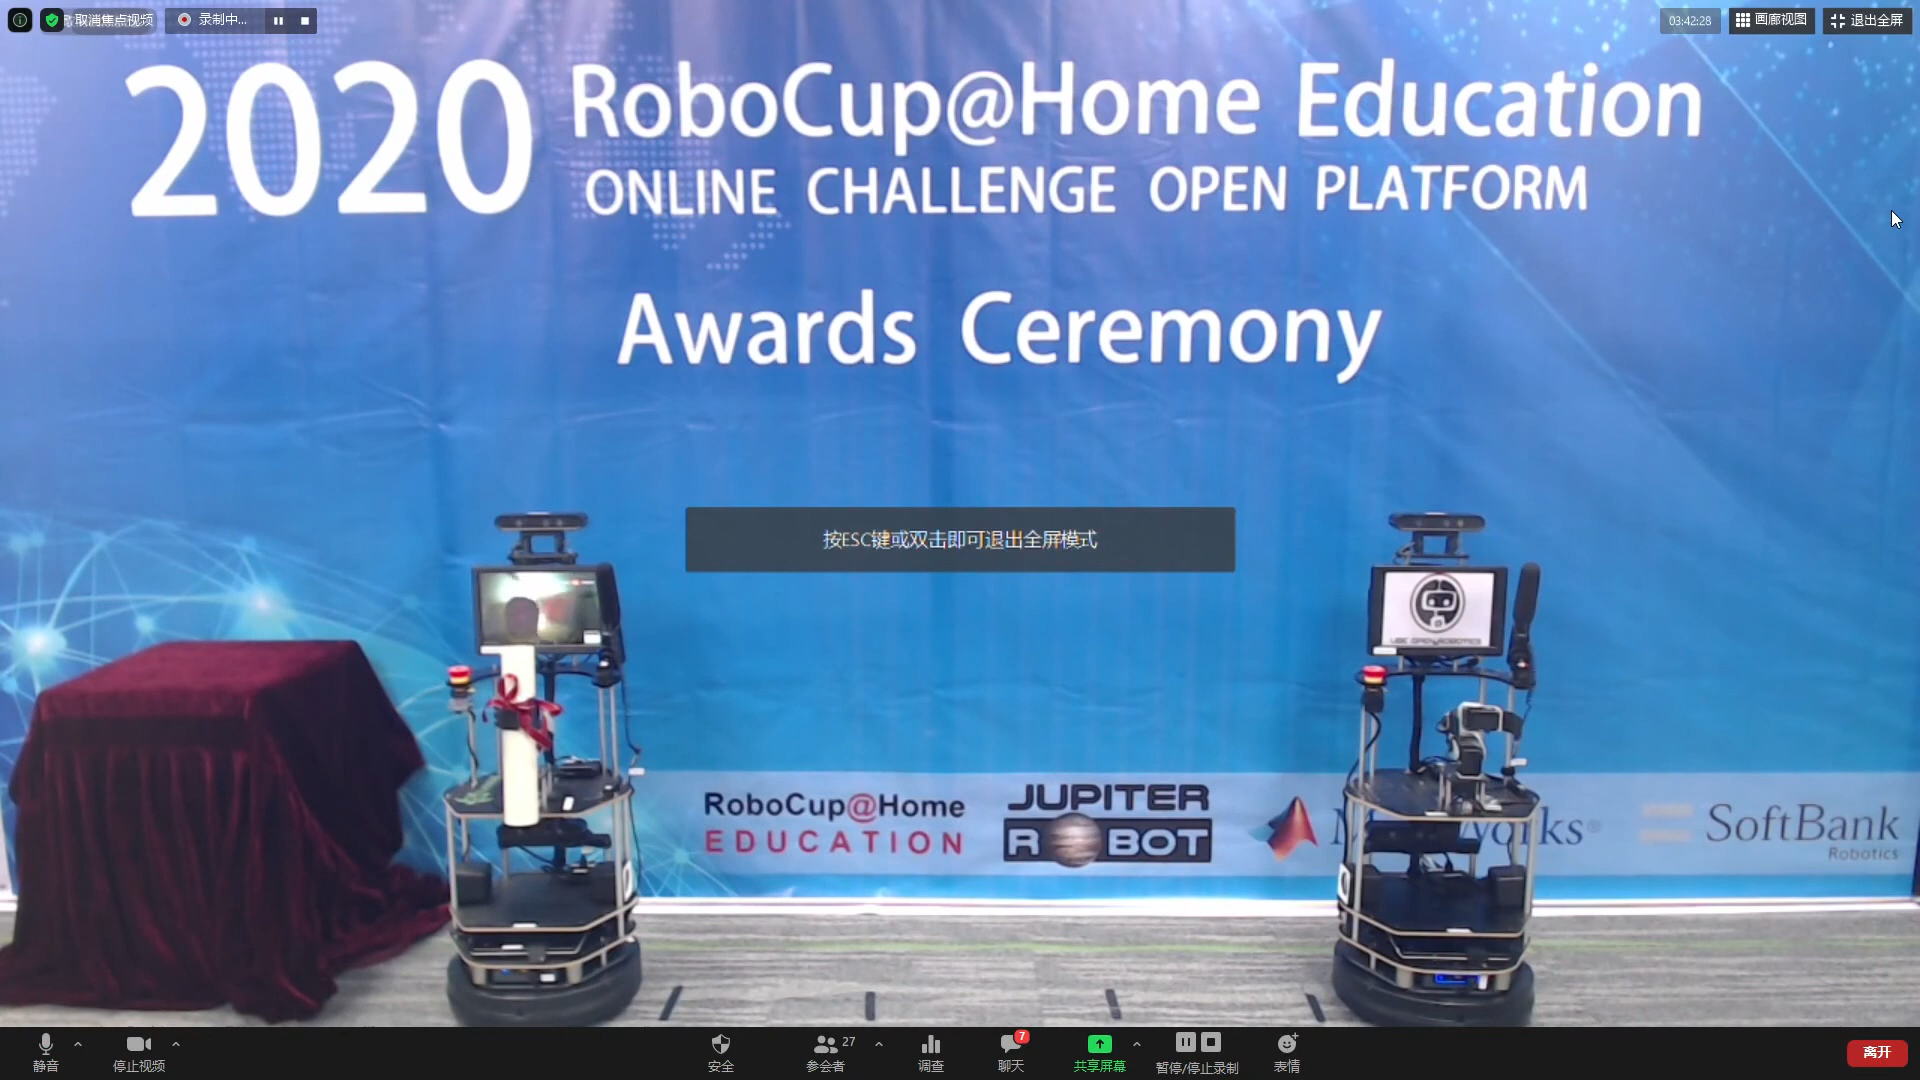 取消焦点视频
录制中...
03:42:28
画廊视图
退出全屏
2020 RoboCup@Home Education
ONLINE CHALLENGE OPEN PLATFORM
Awards Ceremony
按ESC键或双击即可退出全屏模式
RoboCup@Home
EDUCATION
JUPITER
ROBOT
SoftBank
Robotics
静音
停止视频
安全
参会者
27
调查
聊天
7
共享屏幕
暂停/停止录制
表情
离开